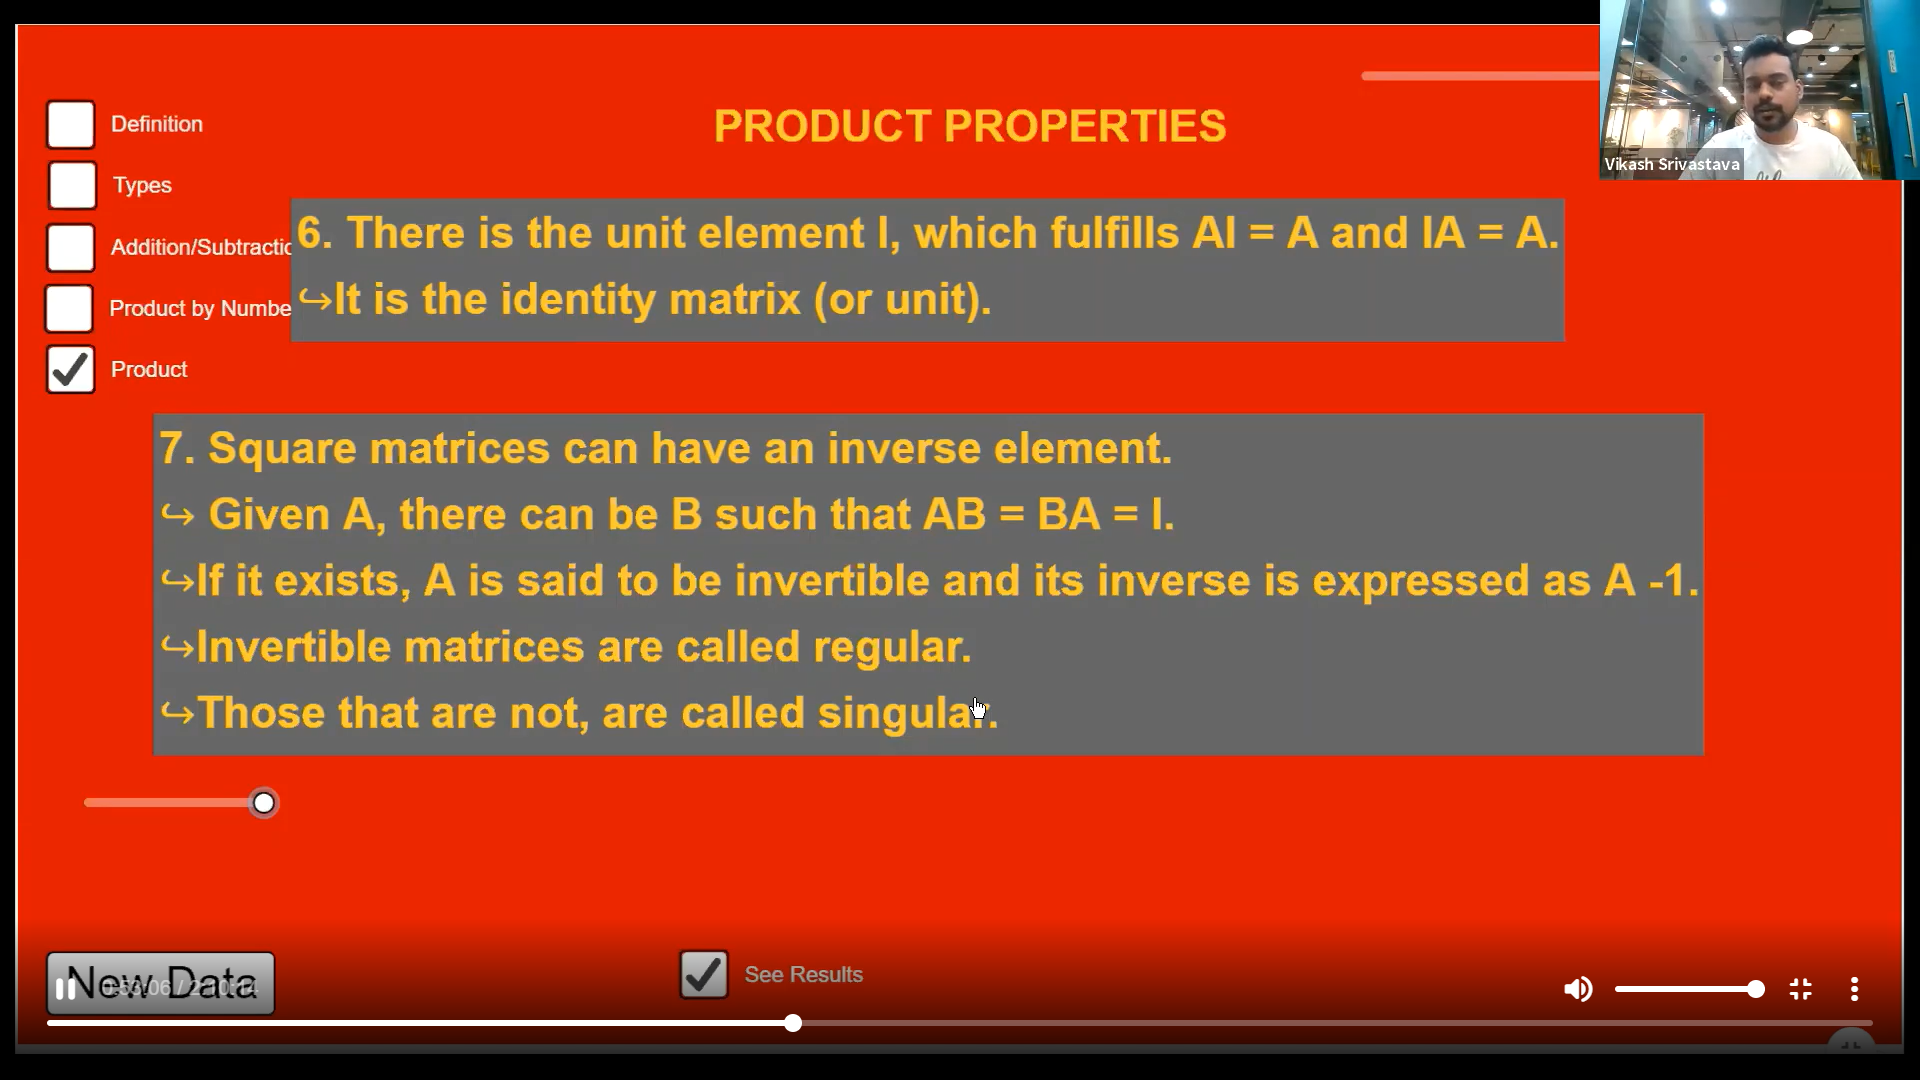 Definition
PRODUCT PROPERTIES
Vikash Srivastava
Types
Addition/Subtractic
6. There is the unit element I, which fulfills AI = A and IA = A.
Product by Numbe
↪It is the identity matrix (or unit).
Product
7. Square matrices can have an inverse element.
↪ Given A, there can be B such that AB = BA = I.
↪If it exists, A is said to be invertible and its inverse is expressed as A -1.
↪Invertible matrices are called regular.
↪Those that are not, are called singular.
New Data
See Results